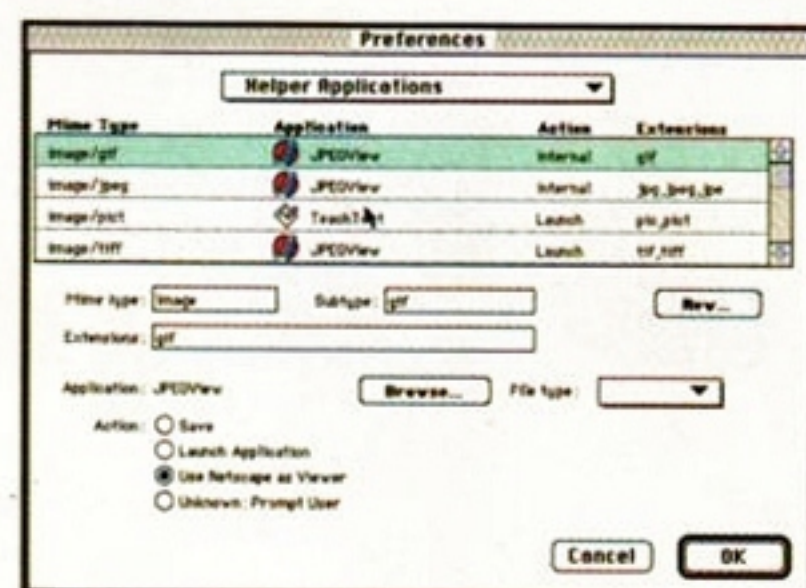 Preferences
Helper Applications
Mime Type Application Action Extensions
image/gif JPEGView Internal gif
image/jpeg JPEGView Internal jpg,jpeg,jpe
image/pict TeachText Launch pic,pict
image/tiff JPEGView Launch tif,tiff
Mime type: image Subtype: gif New...
Extensions: gif
Application: JPEGView Browse... File type:
Action: Save
Launch Application
Use Netscape as Viewer
Unknown: Prompt User
Cancel OK